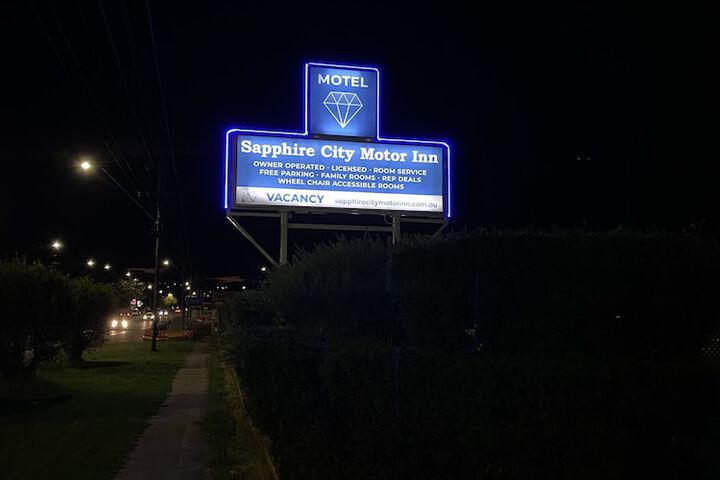 MOTEL
Sapphire City Motor Inn
OWNER OPERATED - LICENSED - ROOM SERVICE
FREE PARKING - FAMILY ROOMS - REP DEALS
WHEEL CHAIR ACCESSIBLE ROOMS
VACANCY sapphirecitymotorinn.com.au